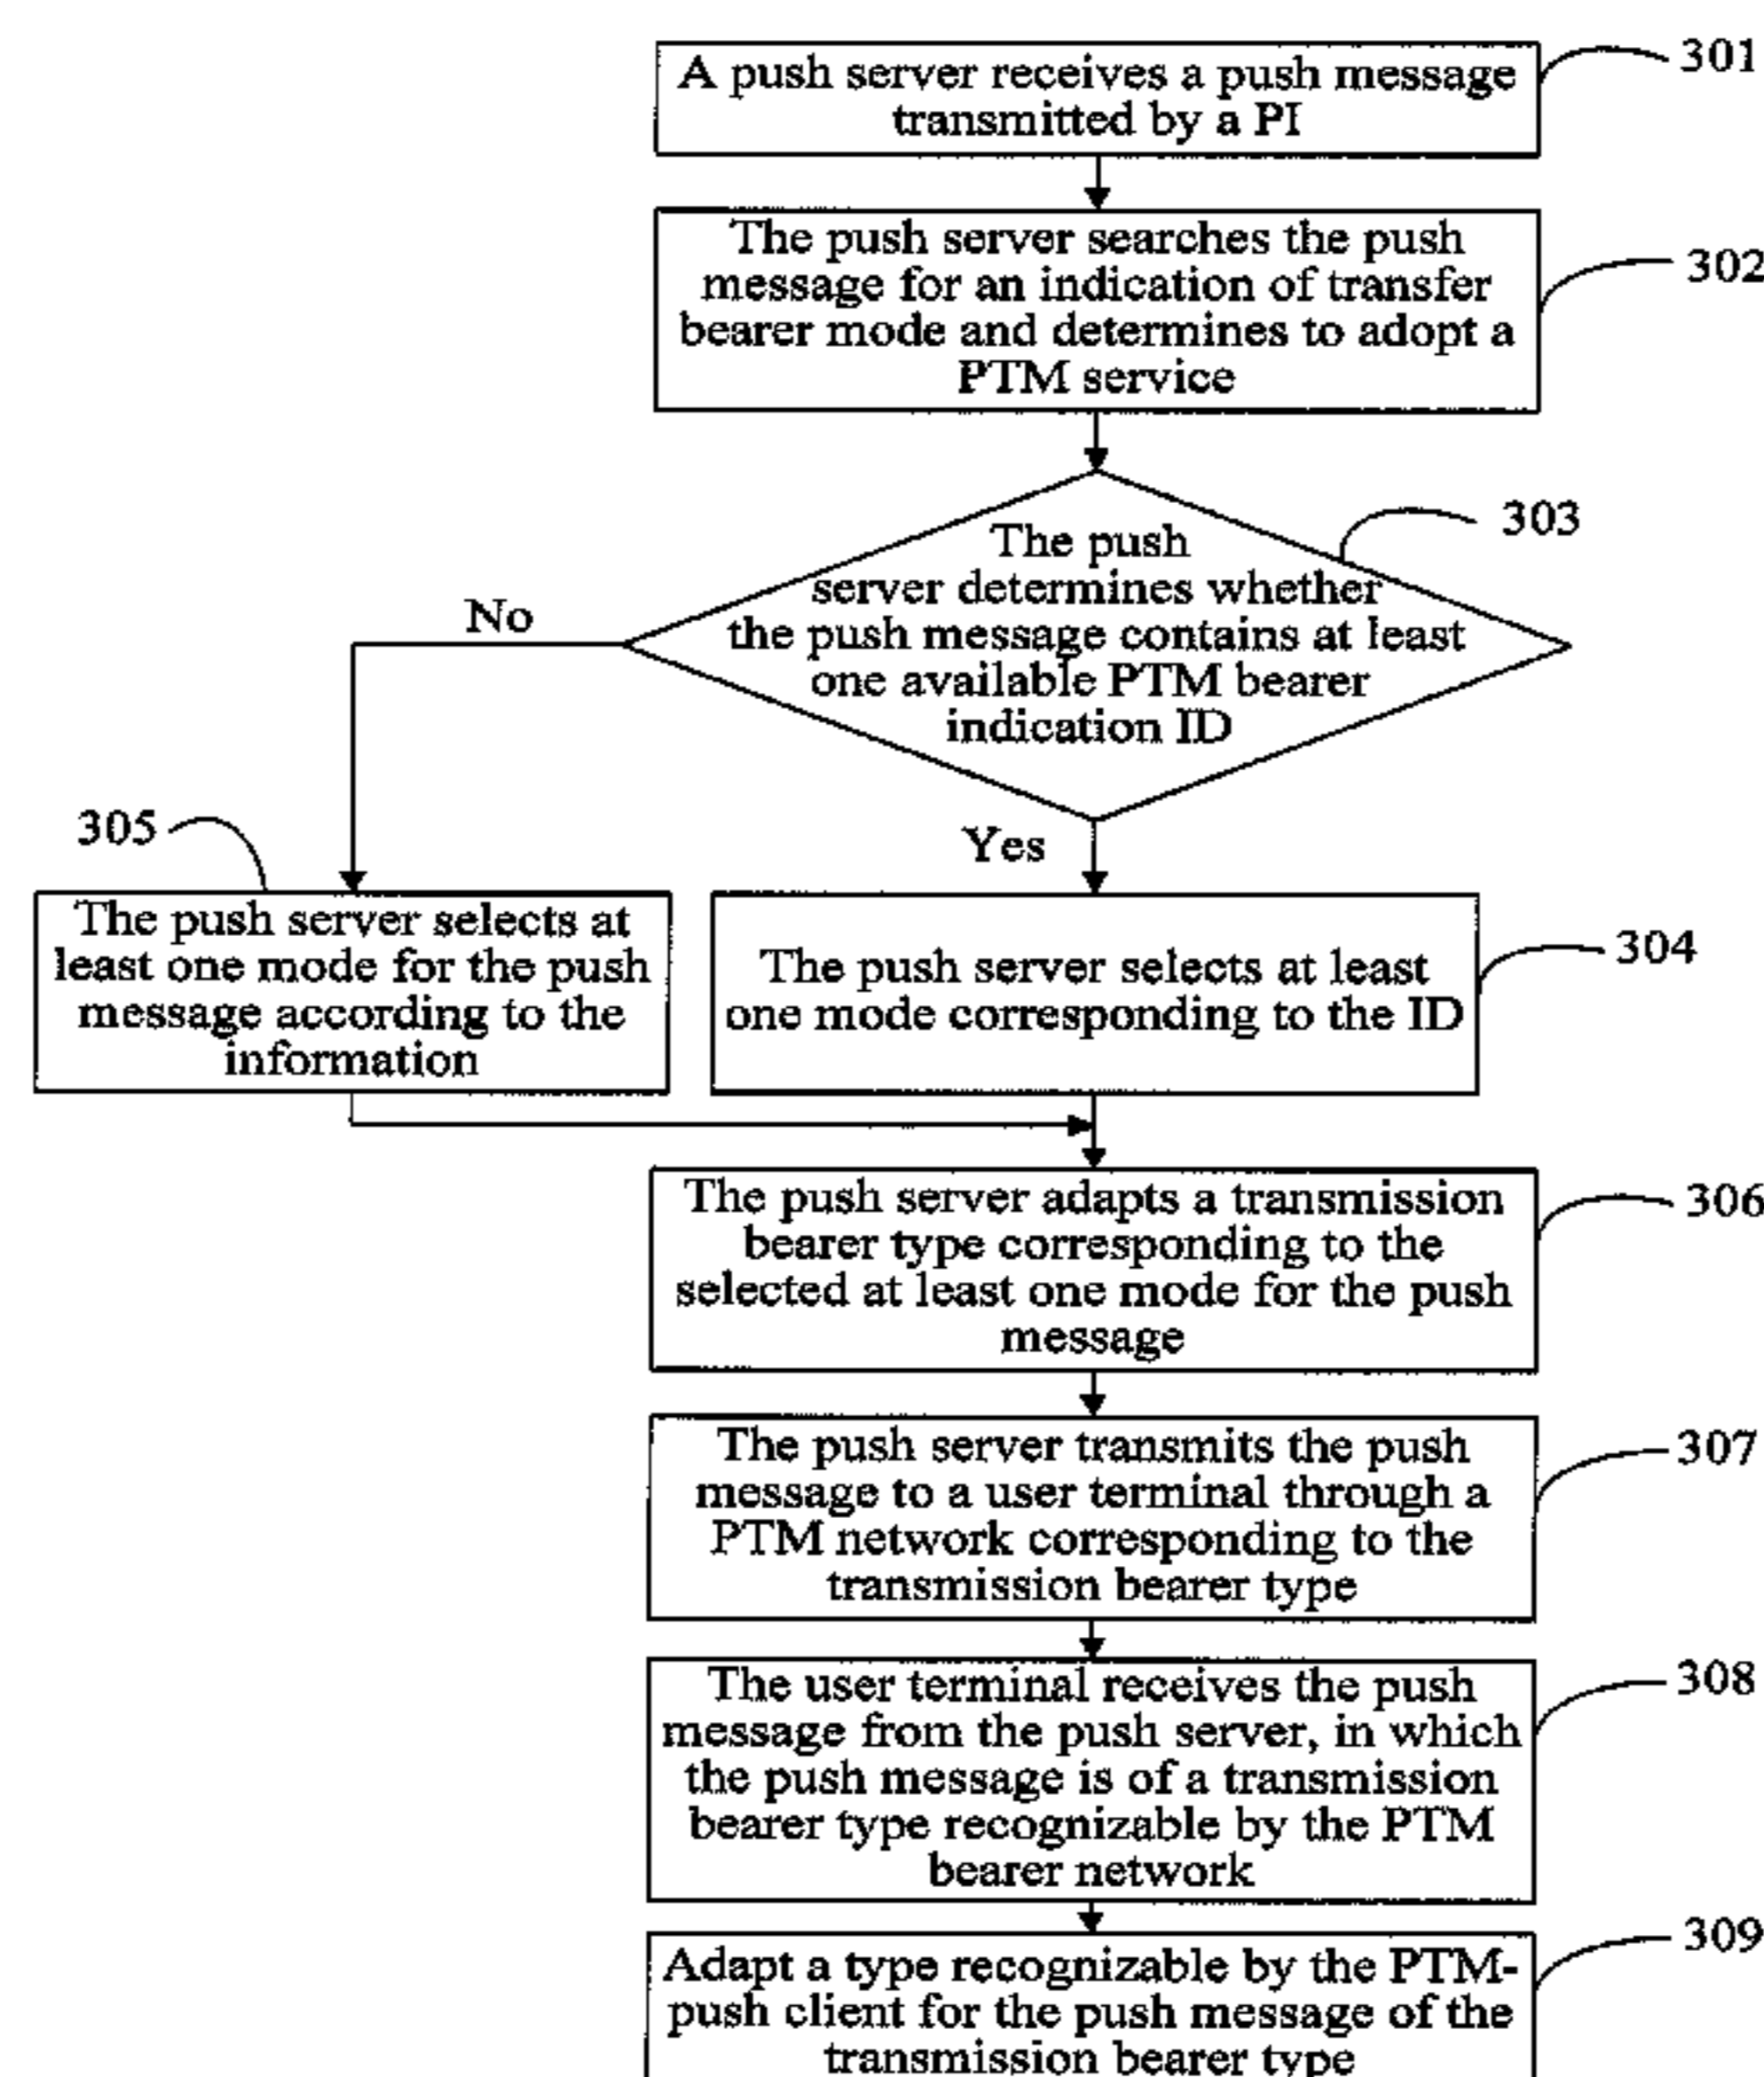 A push server receives a push message
transmitted by a PI
301
The push server searches the push
message for an indication of transfer
bearer mode and determines to adopt a
PTM service
302
The push
server determines whether
the push message contains at least
one available PTM bearer
indication ID
303
No
Yes
305
The push server selects at
least one mode for the push
message according to the
information
The push server selects at least
one mode corresponding to the ID
304
The push server adapts a transmission
bearer type corresponding to the
selected at least one mode for the push
message
306
The push server transmits the push
message to a user terminal through a
PTM network corresponding to the
transmission bearer type
307
The user terminal receives the push
message from the push server, in which
the push message is of a transmission
bearer type recognizable by the PTM
bearer network
308
Adapt a type recognizable by the PTM-
push client for the push message of the
transmission bearer type
309